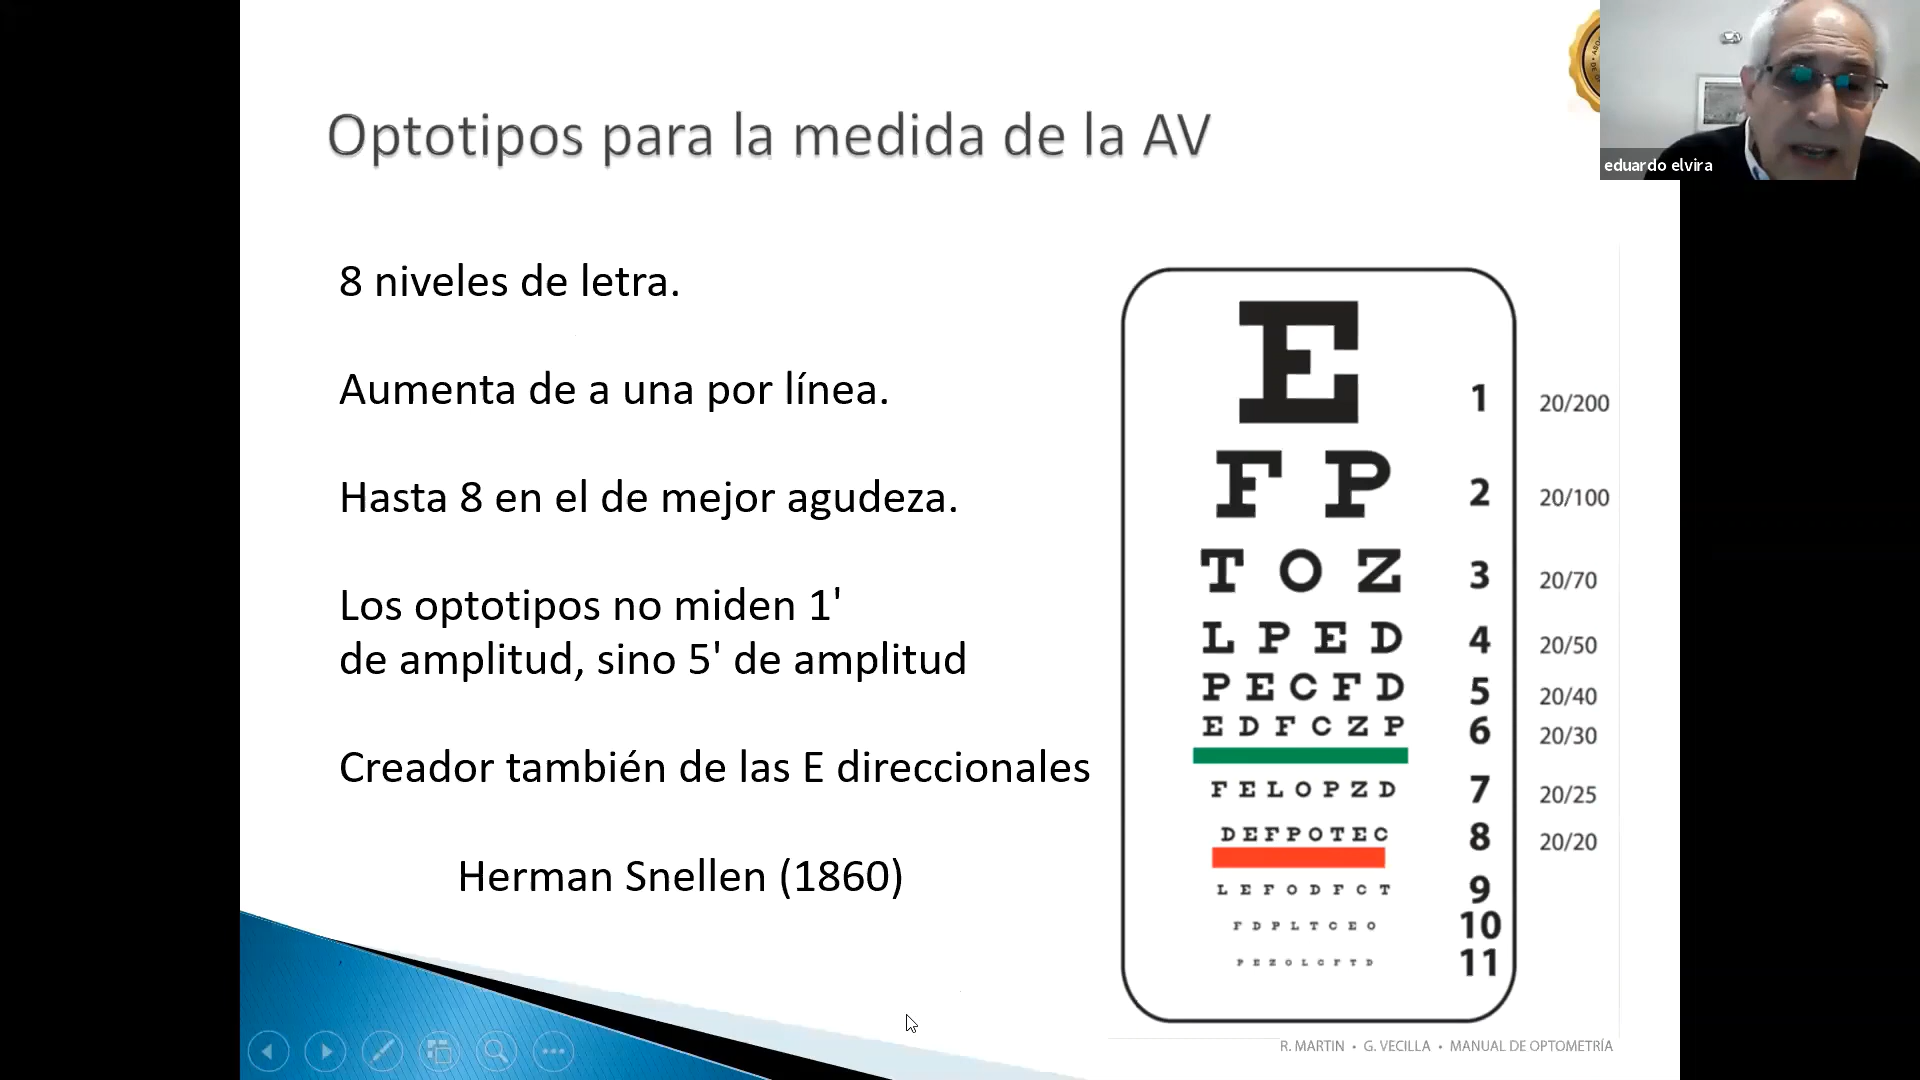 Optotipos para la medida de la AV
eduardo elvira
8 niveles de letra.
Aumenta de a una por línea.
Hasta 8 en el de mejor agudeza.
Los optotipos no miden 1'
de amplitud, sino 5' de amplitud
Creador también de las E direccionales
Herman Snellen (1860)
E 1 20/200
F P 2 20/100
T O Z 3 20/70
L P E D 4 20/50
P E C F D 5 20/40
E D F C Z P 6 20/30
F E L O P Z D 7 20/25
D E F P O T E C 8 20/20
L E F O D F C T 9
F D P L T C E O 10
P E Z O L C F T D 11
R. MARTIN • G. VECILLA • MANUAL DE OPTOMETRÍA